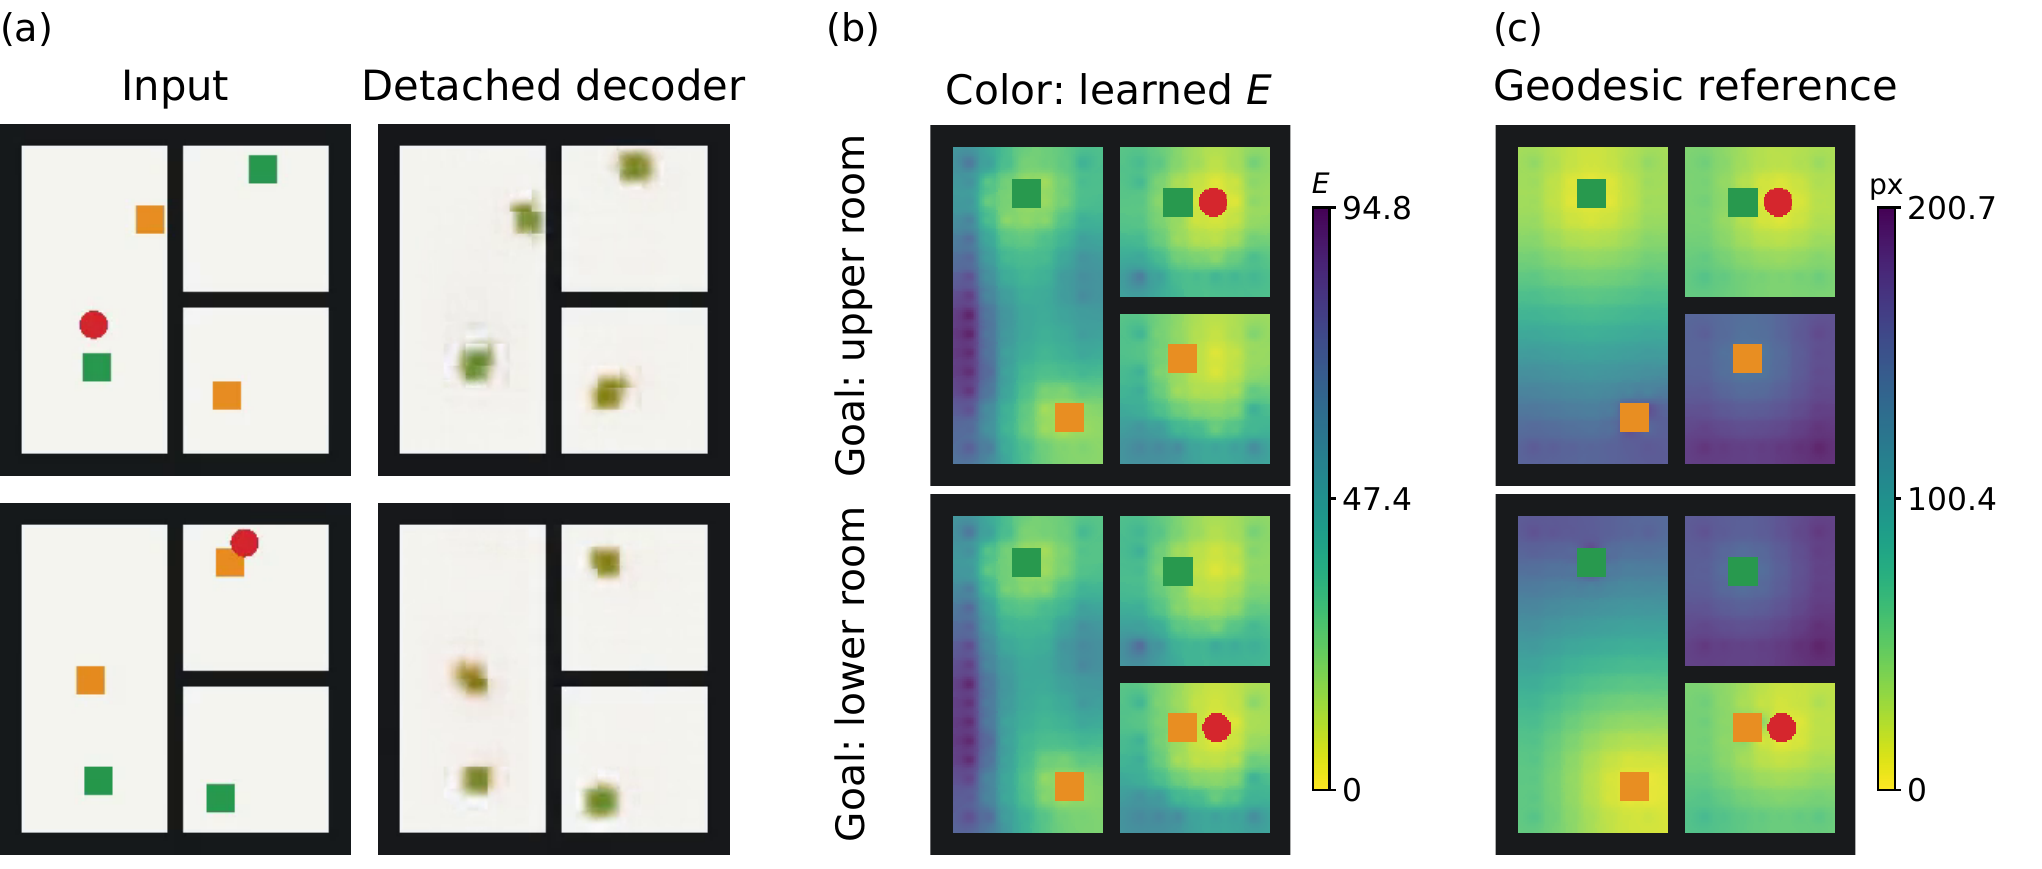 (a)
(b)
(c)
Input
Detached decoder
Color: learned E
Geodesic reference
Goal: upper room
Goal: lower room
E
94.8
47.4
0
px
200.7
100.4
0